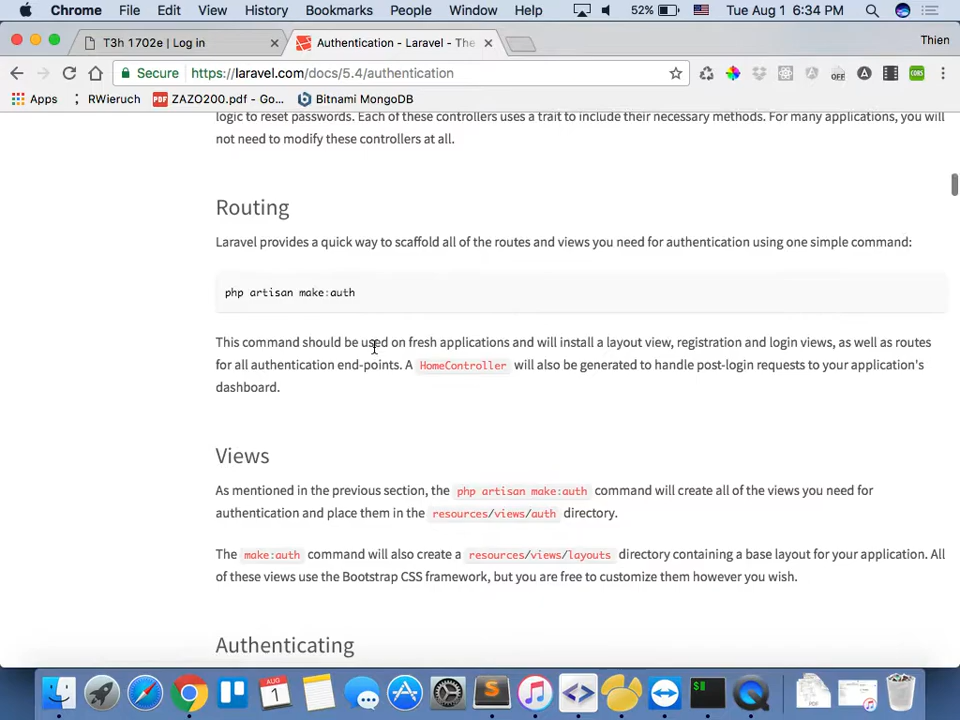 Chrome File Edit View History Bookmarks People Window Help 52% Tue Aug 1 6:34 PM
T3h 1702e | Log in
Authentication - Laravel - The
Thien
Secure https://laravel.com/docs/5.4/authentication
OFF
CORS
Apps RWieruch ZAZO200.pdf - Go... Bitnami MongoDB
logic to reset passwords. Each of these controllers uses a trait to include their necessary methods. For many applications, you will
not need to modify these controllers at all.
Routing
Laravel provides a quick way to scaffold all of the routes and views you need for authentication using one simple command:
php artisan make:auth
This command should be used on fresh applications and will install a layout view, registration and login views, as well as routes
for all authentication end-points. A HomeController will also be generated to handle post-login requests to your application's
dashboard.
Views
As mentioned in the previous section, the php artisan make:auth command will create all of the views you need for
authentication and place them in the resources/views/auth directory.
The make:auth command will also create a resources/views/layouts directory containing a base layout for your application. All
of these views use the Bootstrap CSS framework, but you are free to customize them however you wish.
Authenticating
AUG
1